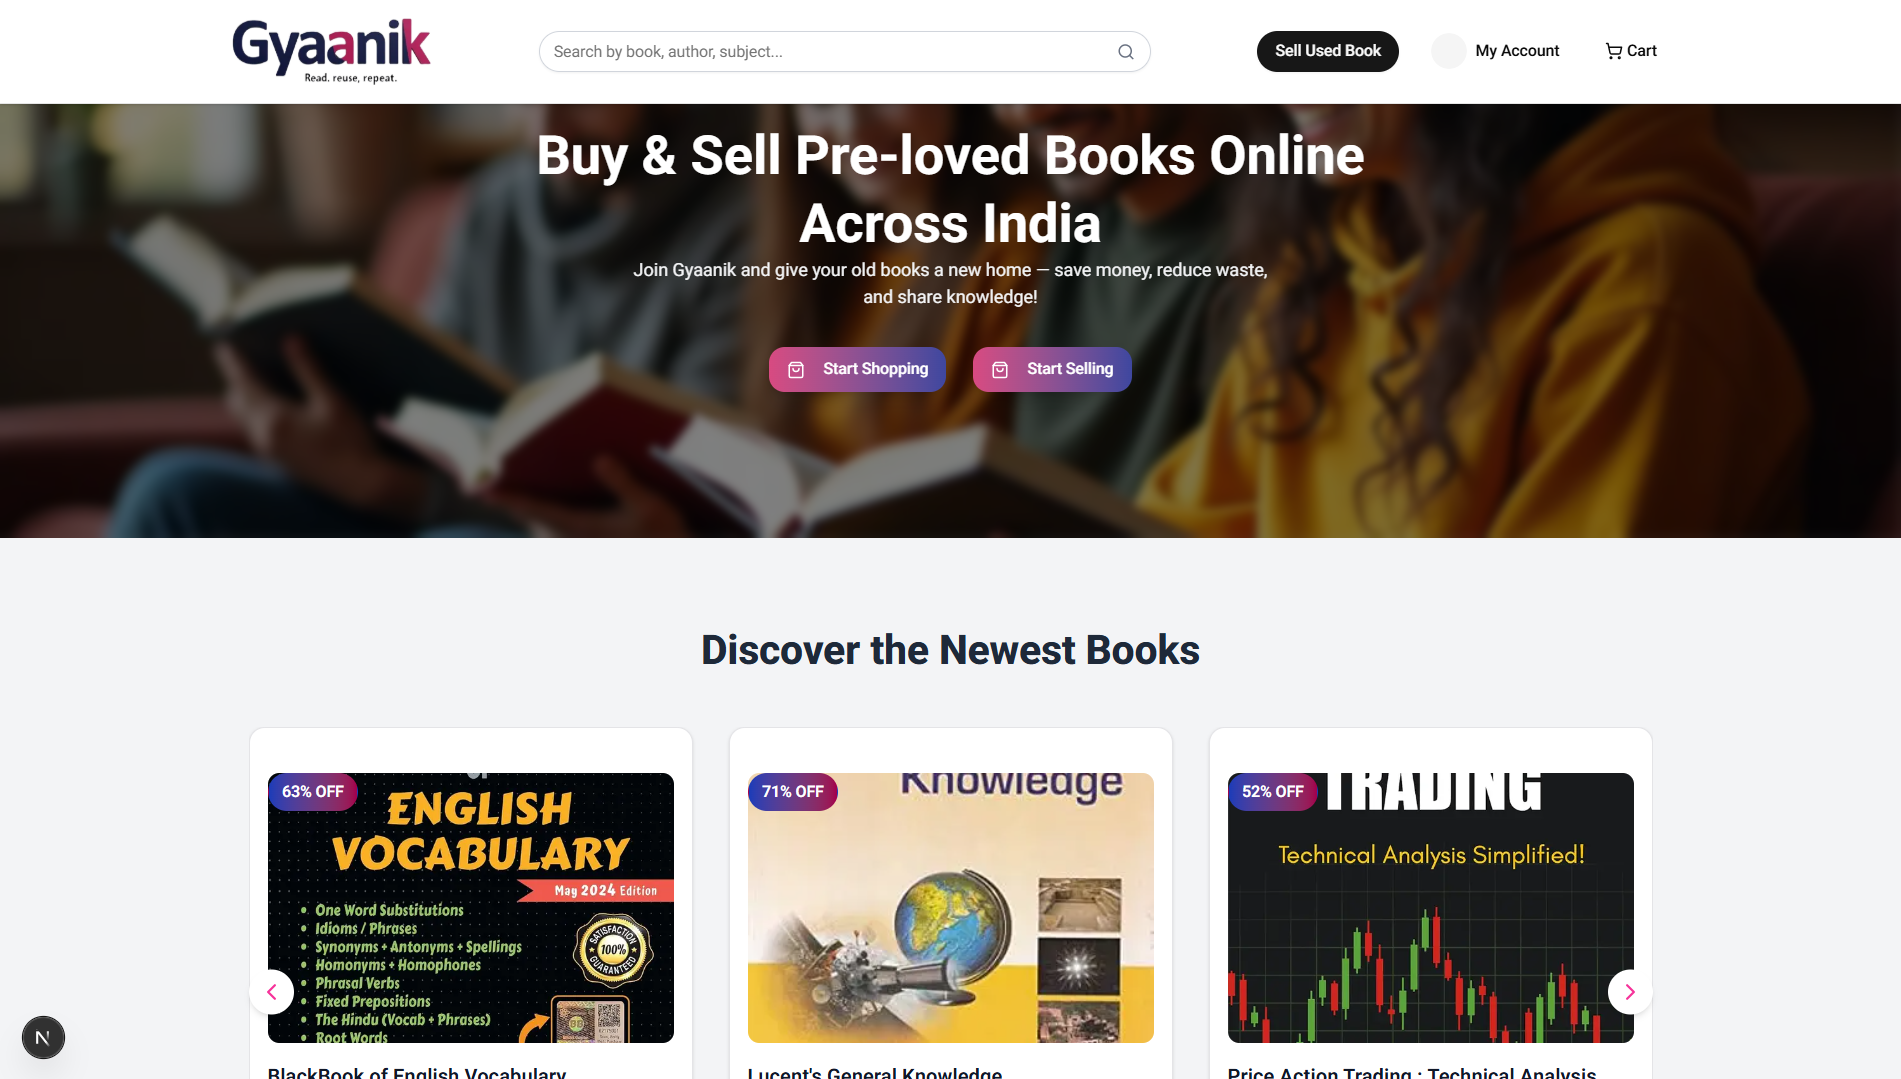 Gyaanik
Read. reuse, repeat.
Search by book, author, subject...
Sell Used Book
My Account
Cart
Buy & Sell Pre-loved Books Online
Across India
Join Gyaanik and give your old books a new home — save money, reduce waste,
and share knowledge!
Start Shopping
Start Selling
Discover the Newest Books
63% OFF
ENGLISH
VOCABULARY
May 2024 Edition
• One Word Substitutions
• Idioms / Phrases
• Synonyms + Antonyms + Spellings
• Homonyms + Homophones
• Phrasal Verbs
• Fixed Prepositions
• The Hindu (Vocab + Phrases)
• Root Words
SATISFACTION
100%
GUARANTEED
BlackBook of English Vocabulary
71% OFF
Knowledge
Lucent's General Knowledge
52% OFF
TRADING
Technical Analysis Simplified!
Price Action Trading : Technical Analysis
N